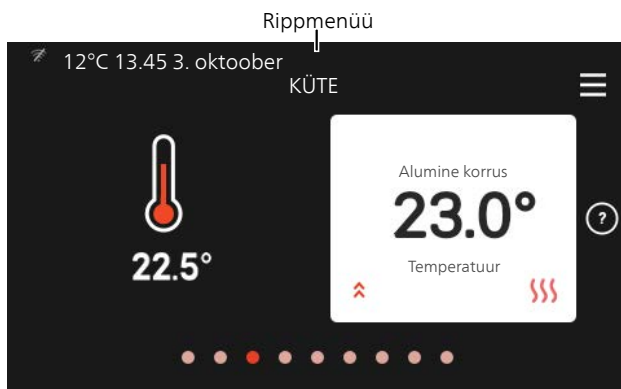 Rippmenüü
12°C 13.45 3. oktoober
KÜTE
22.5°
Alumine korrus
23.0°
Temperatuur
?